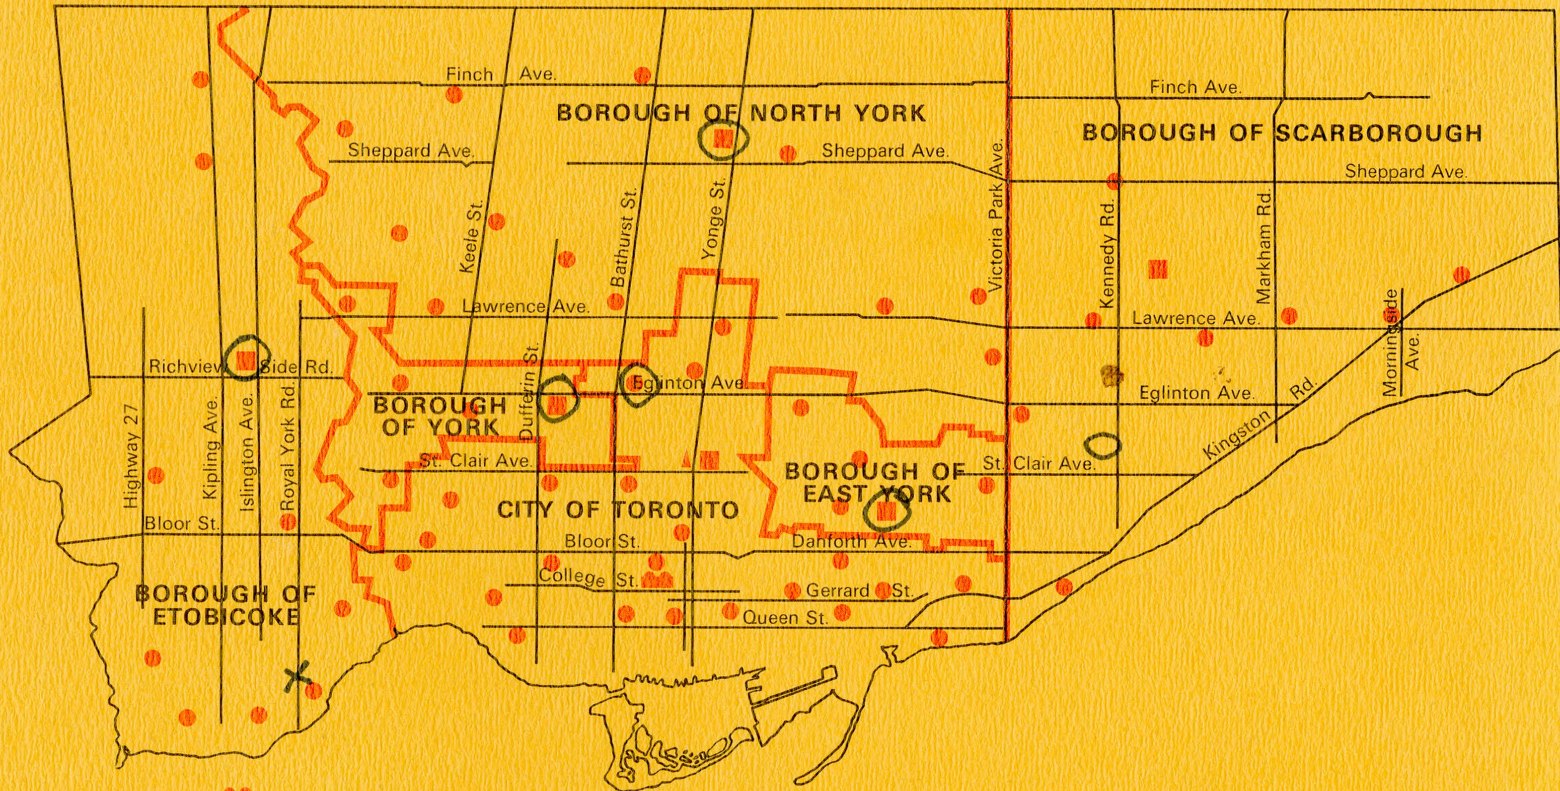 Finch Ave.
Finch Ave.
BOROUGH OF NORTH YORK
BOROUGH OF SCARBOROUGH
Sheppard Ave.
Sheppard Ave.
Sheppard Ave.
Keele St.
Bathurst St.
Yonge St.
Victoria Park Ave.
Kennedy Rd.
Markham Rd.
Lawrence Ave.
Lawrence Ave.
Morningside
Ave.
Richview Side Rd.
Dufferin St.
Eglinton Ave.
Eglinton Ave.
Highway 27
Kipling Ave.
Islington Ave.
Royal York Rd.
BOROUGH
OF YORK
Kingston Rd.
St. Clair Ave.
St. Clair Ave.
BOROUGH OF
EAST YORK
CITY OF TORONTO
Bloor St.
Bloor St.
Danforth Ave.
College St.
Gerrard St.
Queen St.
BOROUGH OF
ETOBICOKE